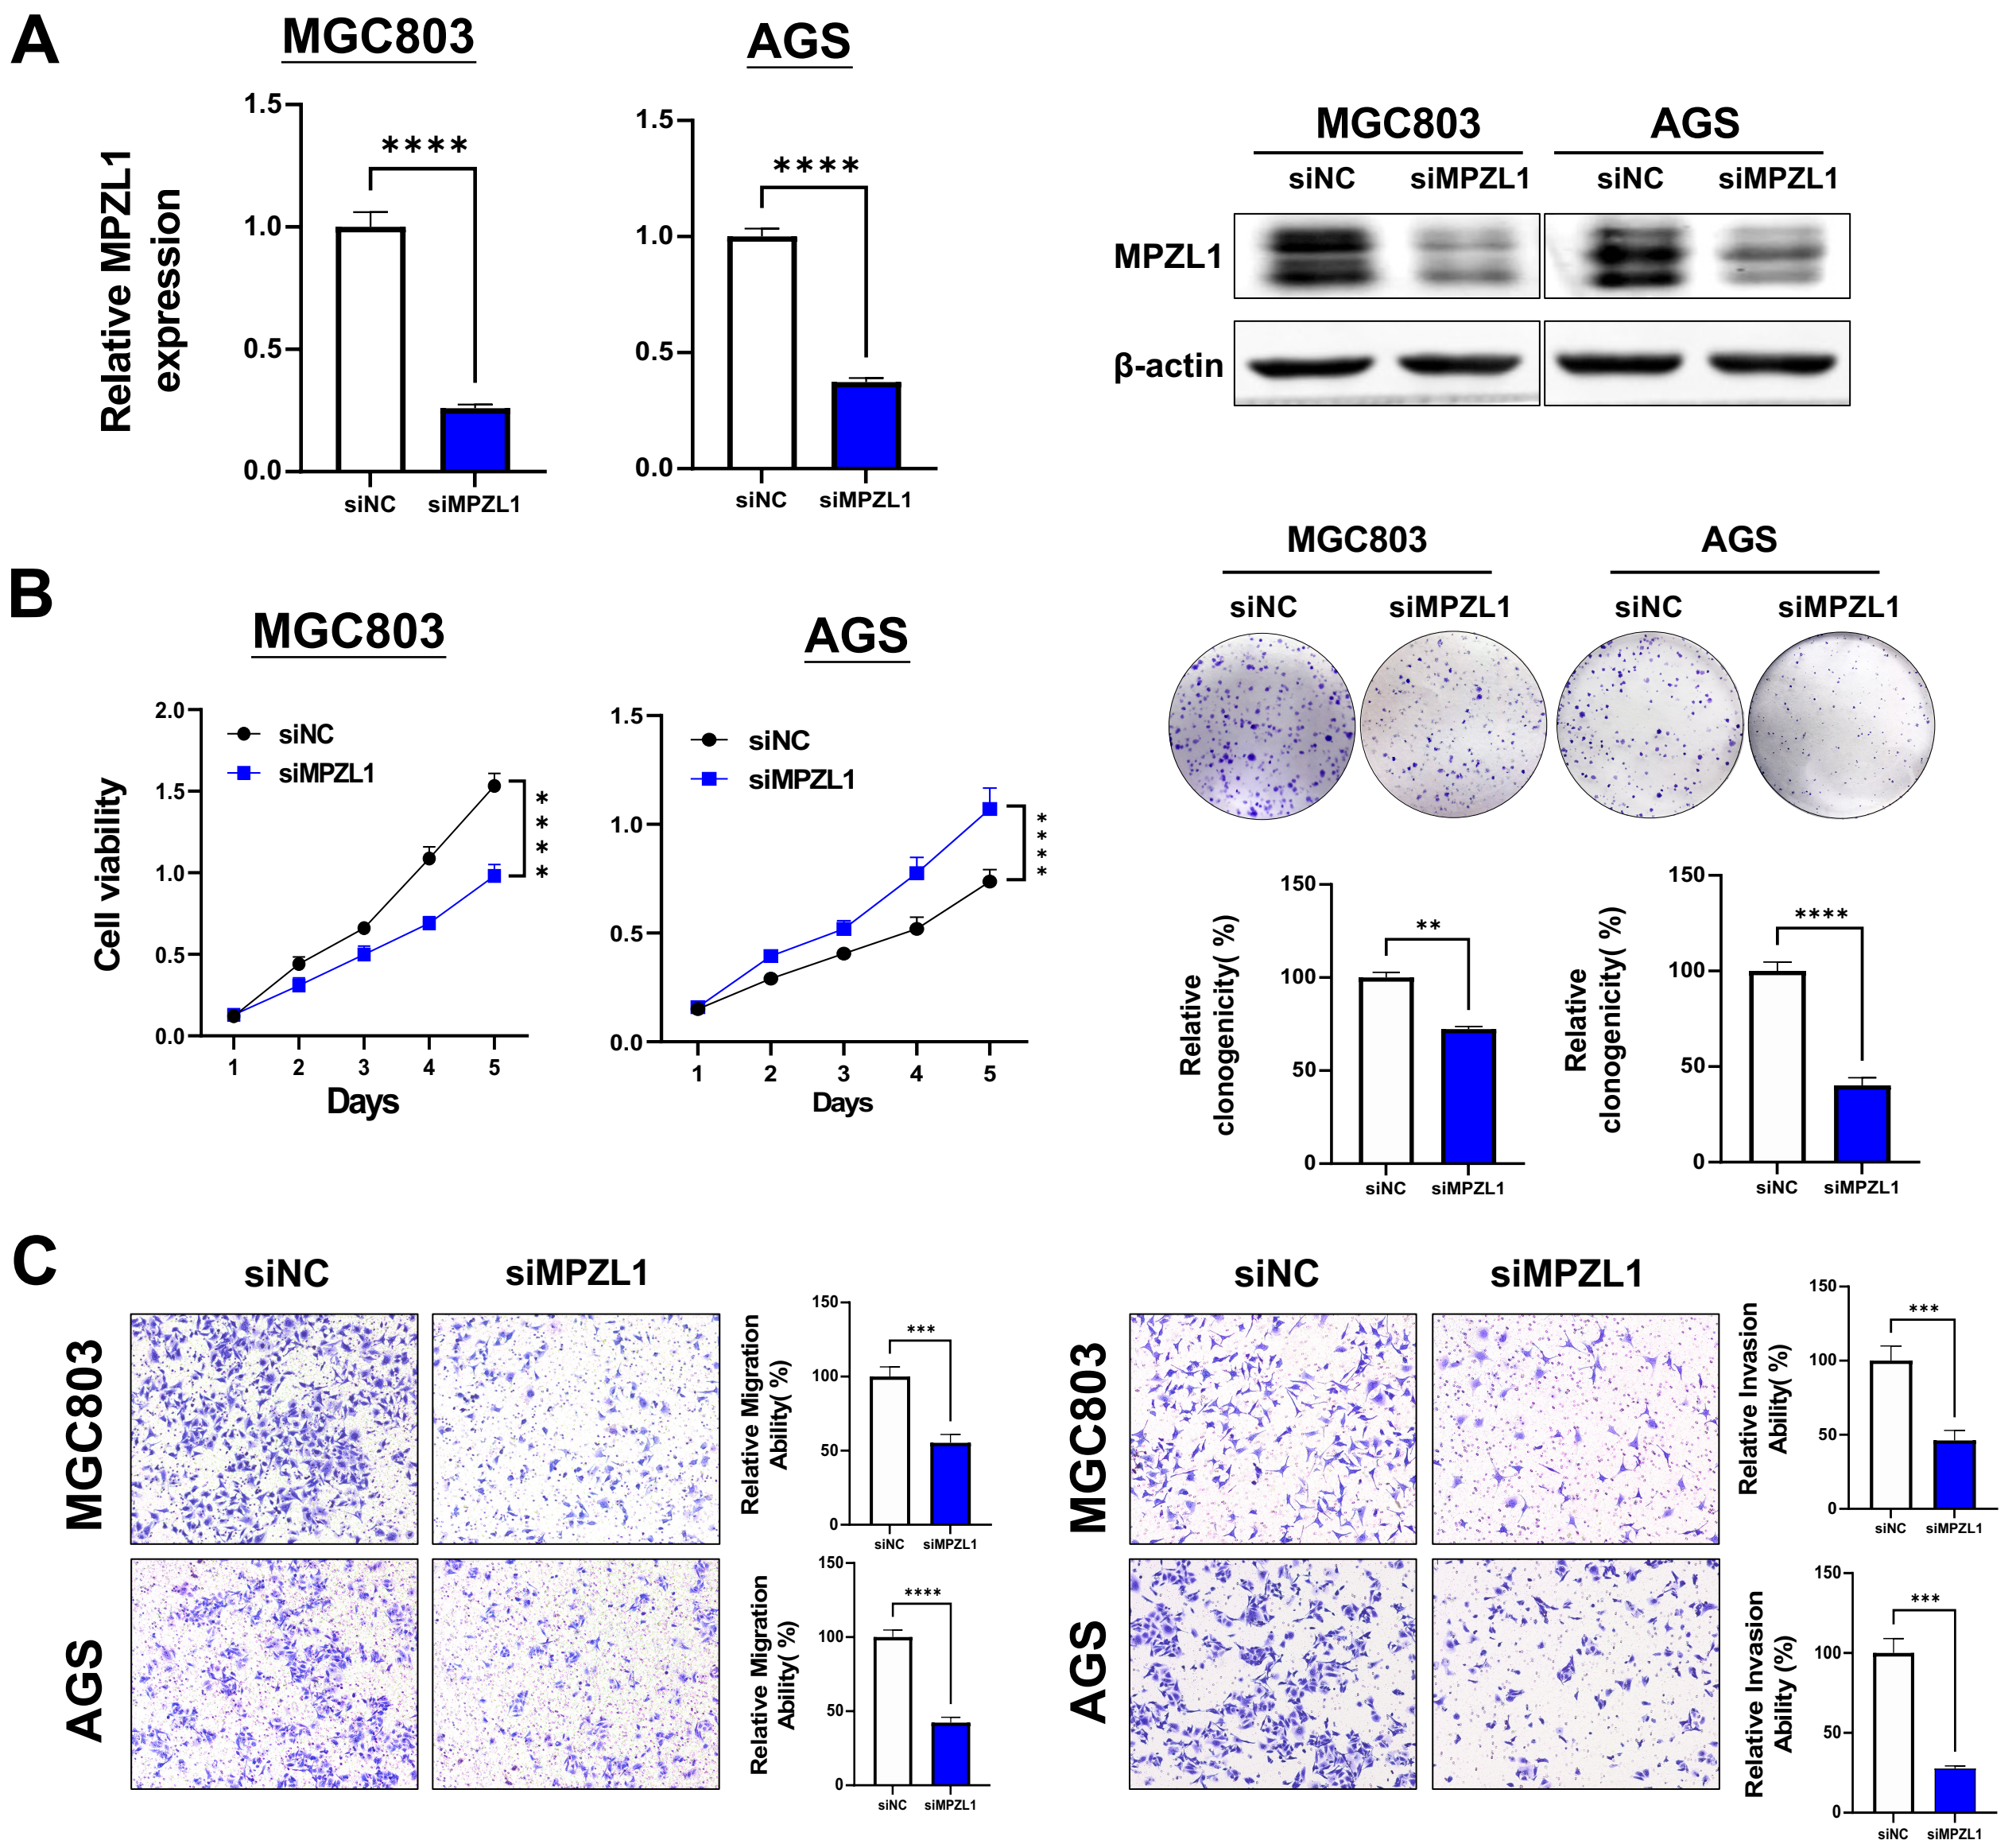 A
MGC803
AGS
Relative MPZL1
expression
1.5
1.0
0.5
0.0
****
siNC
siMPZL1
1.5
1.0
0.5
0.0
****
siNC
siMPZL1
MGC803
AGS
siNC
siMPZL1
siNC
siMPZL1
MPZL1
β-actin
B
MGC803
AGS
Cell viability
2.0
1.5
1.0
0.5
0.0
siNC
siMPZL1
****
1 2 3 4 5
Days
1.5
1.0
0.5
0.0
siNC
siMPZL1
****
1 2 3 4 5
Days
MGC803
AGS
siNC
siMPZL1
siNC
siMPZL1
Relative
clonogenicity( %)
150
100
50
0
**
siNC
siMPZL1
Relative
clonogenicity( %)
150
100
50
0
****
siNC
siMPZL1
C
siNC
siMPZL1
MGC803
AGS
Relative Migration
Ability( %)
150
100
50
0
***
siNC
siMPZL1
Relative Migration
Ability( %)
150
100
50
0
****
siNC
siMPZL1
siNC
siMPZL1
MGC803
AGS
Relative Invasion
Ability( %)
150
100
50
0
***
siNC
siMPZL1
Relative Invasion
Ability (%)
150
100
50
0
***
siNC
siMPZL1